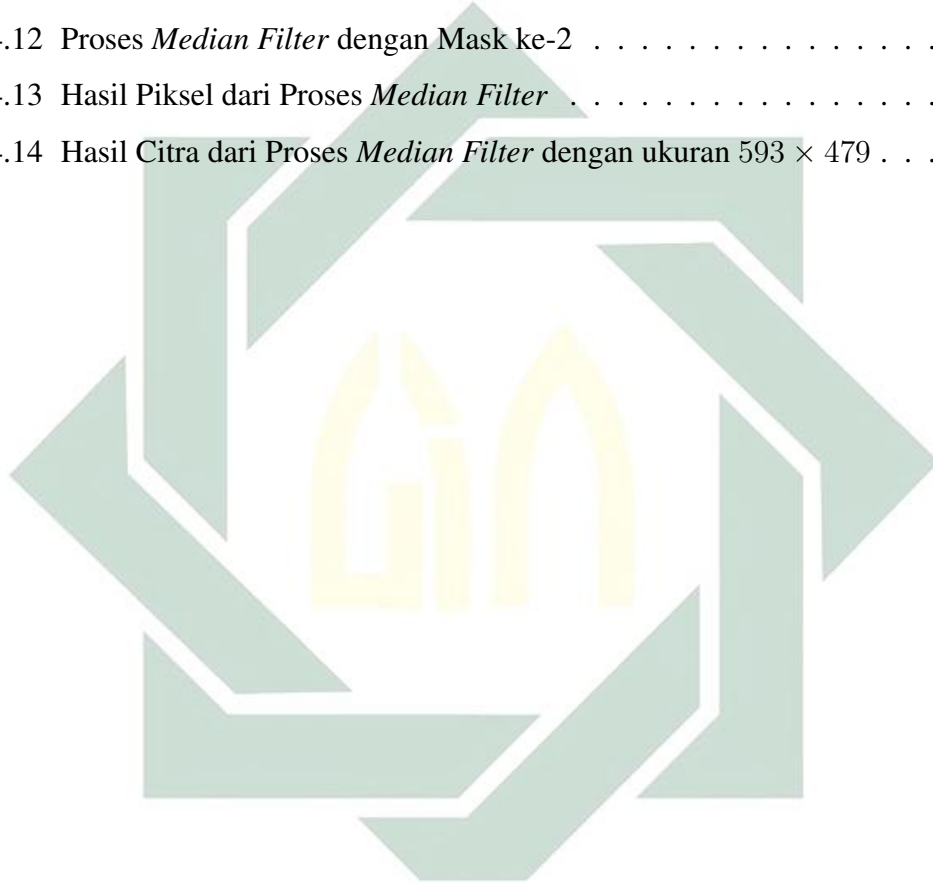 .12 Proses Median Filter dengan Mask ke-2 . . . . . . . . . . . . . . . .
.13 Hasil Piksel dari Proses Median Filter . . . . . . . . . . . . . . . . .
.14 Hasil Citra dari Proses Median Filter dengan ukuran 593 × 479 . . .